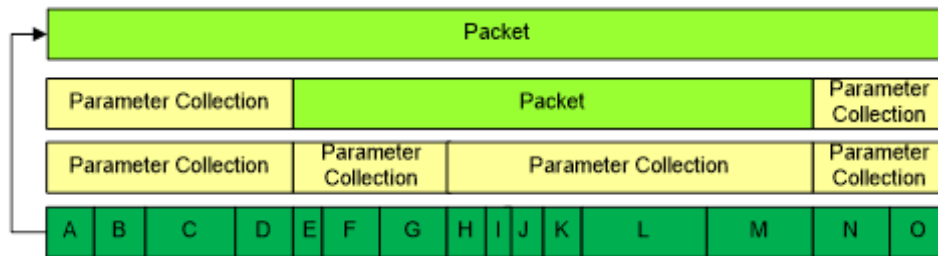 Packet
Parameter Collection Packet Parameter
Collection
Parameter Collection Parameter
Collection Parameter Collection Parameter
Collection
A B C D E F G H I J K L M N O